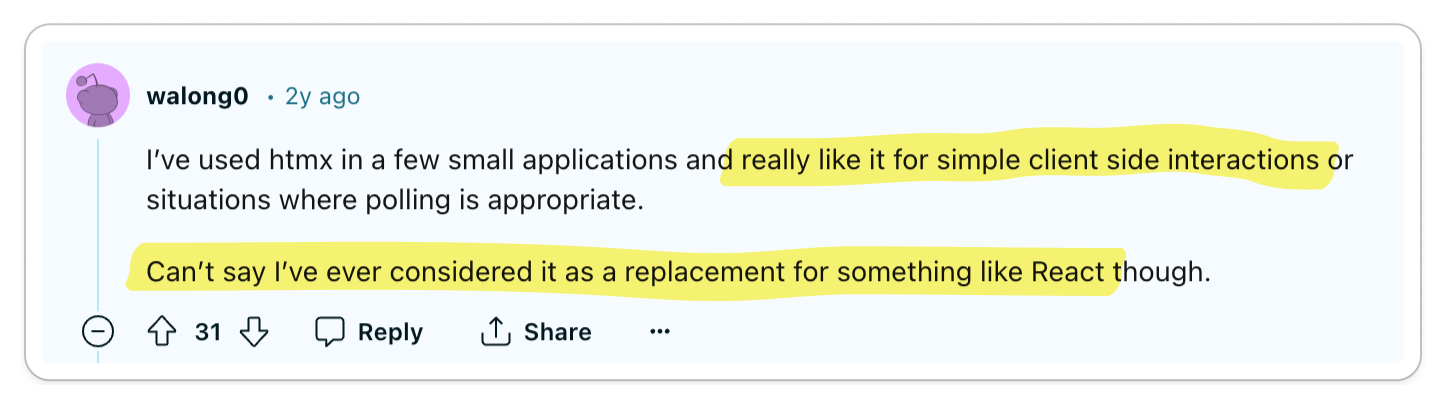 walong0 • 2y ago
I’ve used htmx in a few small applications and really like it for simple client side interactions or
situations where polling is appropriate.
Can’t say I’ve ever considered it as a replacement for something like React though.
31 Reply Share ...